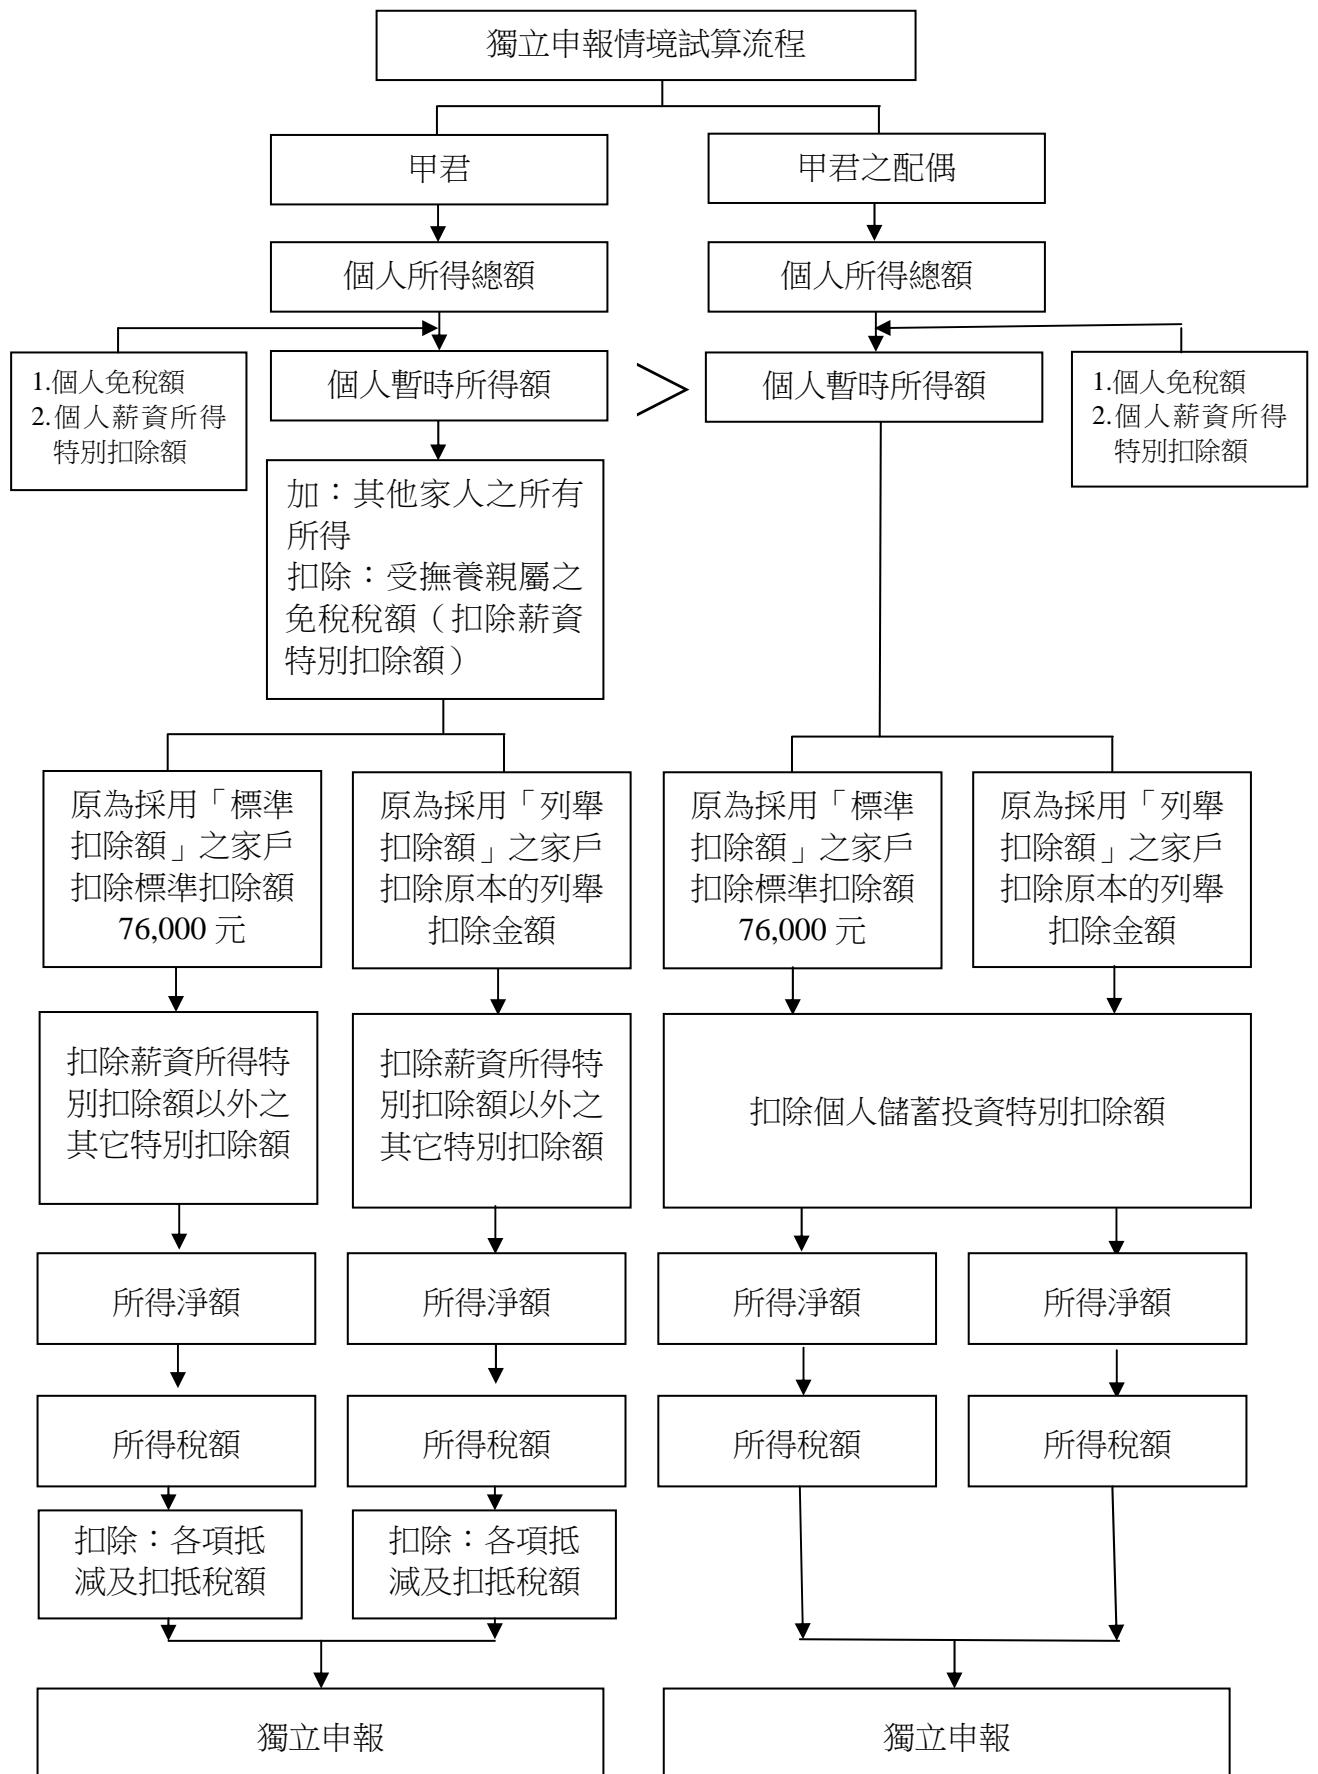 獨立申報情境試算流程
甲君
甲君之配偶
個人所得總額
個人所得總額
1.個人免稅額
2.個人薪資所得
特別扣除額
個人暫時所得額
>
個人暫時所得額
1.個人免稅額
2.個人薪資所得
特別扣除額
加：其他家人之所有
所得
扣除：受撫養親屬之
免稅稅額（扣除薪資
特別扣除額）
原為採用「標準
扣除額」之家戶
扣除標準扣除額
76,000 元
原為採用「列舉
扣除額」之家戶
扣除原本的列舉
扣除金額
原為採用「標準
扣除額」之家戶
扣除標準扣除額
76,000 元
原為採用「列舉
扣除額」之家戶
扣除原本的列舉
扣除金額
扣除薪資所得特
別扣除額以外之
其它特別扣除額
扣除薪資所得特
別扣除額以外之
其它特別扣除額
扣除個人儲蓄投資特別扣除額
所得淨額
所得淨額
所得淨額
所得淨額
所得稅額
所得稅額
所得稅額
所得稅額
扣除：各項抵
減及扣抵稅額
扣除：各項抵
減及扣抵稅額
獨立申報
獨立申報